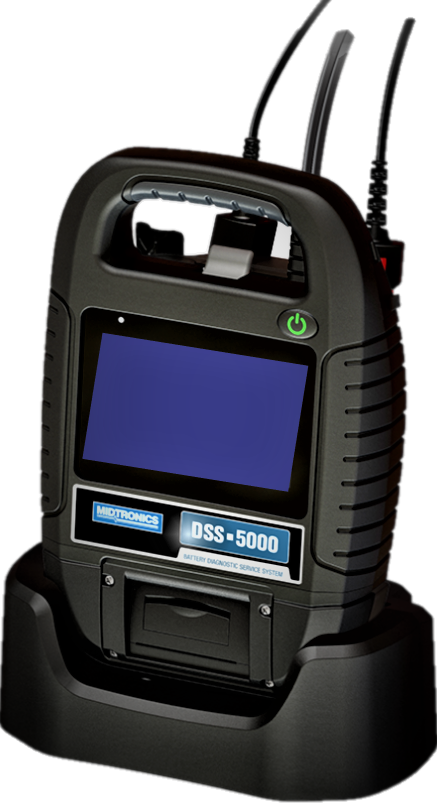 MIDTRONICS
DSS•5000
BATTERY DIAGNOSTIC SERVICE SYSTEM